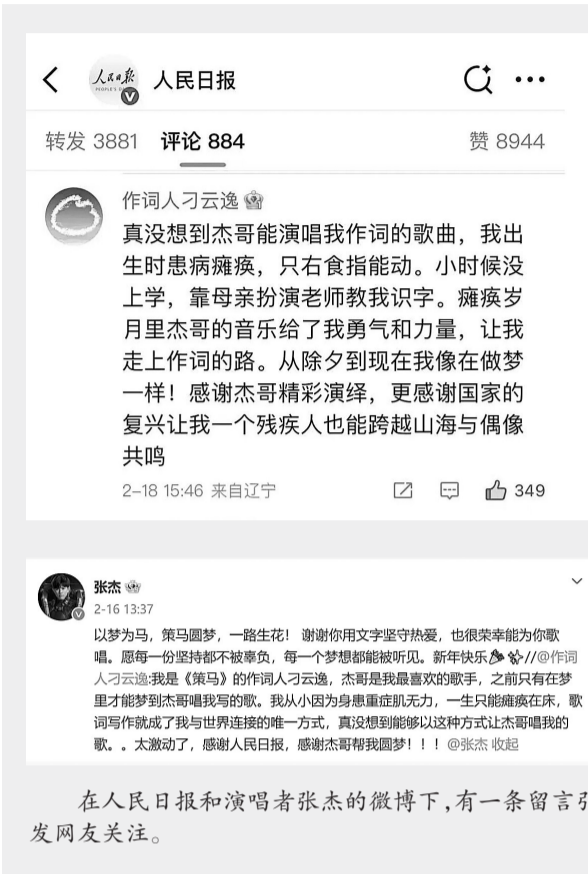 人民日报
PEOPLE'S DAILY
人民日报
转发 3881 评论 884 赞 8944
作词人刁云逸
真没想到杰哥能演唱我作词的歌曲，我出
生时患病瘫痪，只右食指能动。小时候没
上学，靠母亲扮演老师教我识字。瘫痪岁
月里杰哥的音乐给了我勇气和力量，让我
走上作词的路。从除夕到现在我像在做梦
一样！感谢杰哥精彩演绎，更感谢国家的
复兴让我一个残疾人也能跨越山海与偶像
共鸣
2-18 15:46 来自辽宁 349
张杰
2-16 13:37
以梦为马，策马圆梦，一路生花！ 谢谢你用文字坚守热爱，也很荣幸能为你歌
唱。愿每一份坚持都不被辜负，每一个梦想都能被听见。新年快乐//@作词
人刁云逸:我是《策马》的作词人刁云逸，杰哥是我最喜欢的歌手，之前只有在梦
里才能梦到杰哥唱我写的歌。我从小因为身患重症肌无力，一生只能瘫痪在床，歌
词写作就成了我与世界连接的唯一方式，真没想到能够以这种方式让杰哥唱我的
歌。。太激动了，感谢人民日报，感谢杰哥帮我圆梦！！！@张杰 收起
在人民日报和演唱者张杰的微博下,有一条留言引
发网友关注。